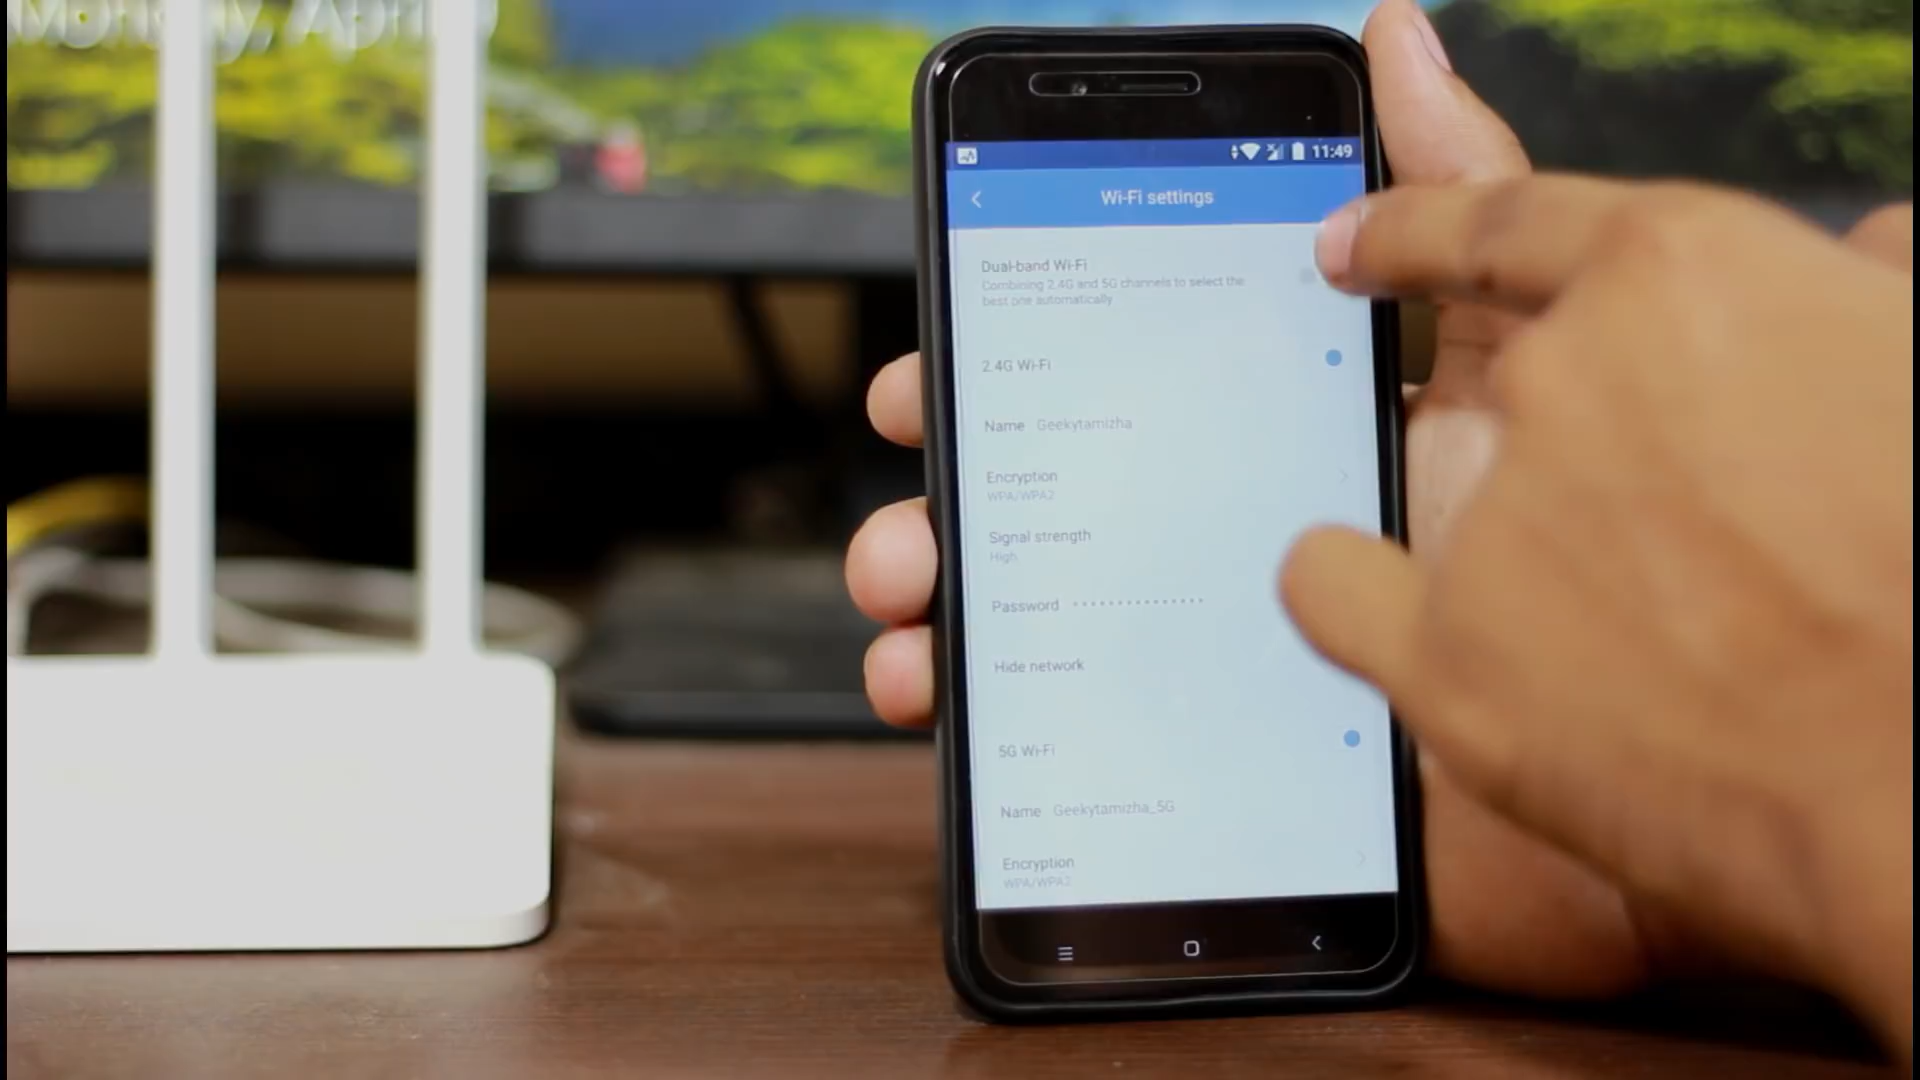 Monday, April
11:49
Wi-Fi settings
Dual-band Wi-Fi
Combining 2.4G and 5G channels to select the
best one automatically
2.4G Wi-Fi
Name Geekytamizha
Encryption
WPA/WPA2
Signal strength
High
Password ················
Hide network
5G Wi-Fi
Name Geekytamizha_5G
Encryption
WPA/WPA2